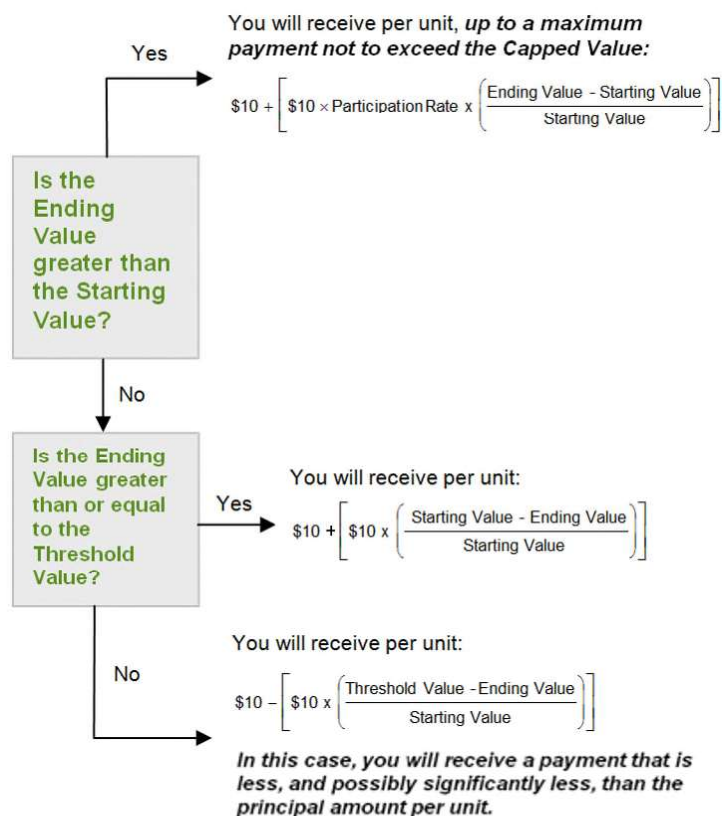 You will receive per unit, up to a maximum
payment not to exceed the Capped Value:
Yes
$10 + [ $10 × Participation Rate x ( Ending Value - Starting Value / Starting Value ) ]
Is the
Ending
Value
greater than
the Starting
Value?
No
Is the Ending
Value greater
than or equal
to the
Threshold
Value?
Yes
You will receive per unit:
$10 + [ $10 x ( Starting Value - Ending Value / Starting Value ) ]
No
You will receive per unit:
$10 – [ $10 x ( Threshold Value - Ending Value / Starting Value ) ]
In this case, you will receive a payment that is
less, and possibly significantly less, than the
principal amount per unit.